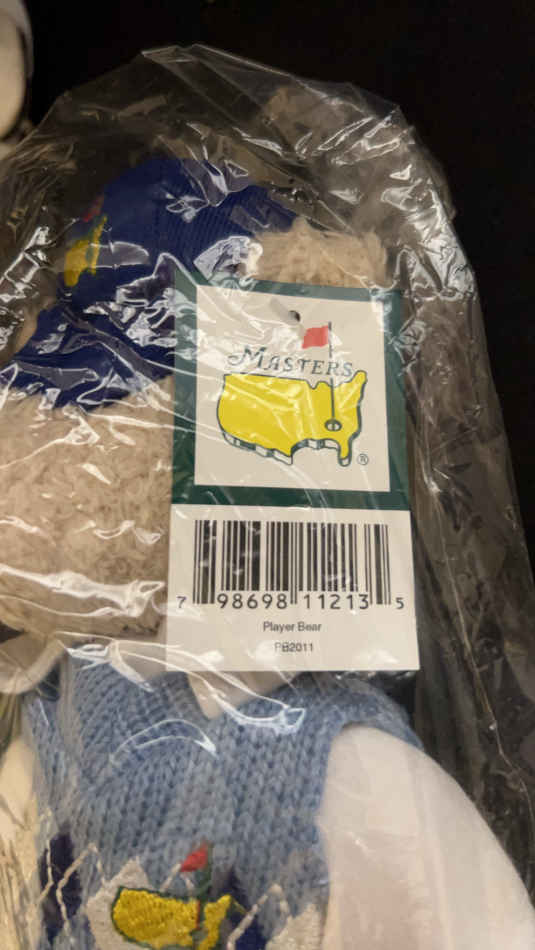 MASTERS
®
7 98698 11213 5
Player Bear
PB2011